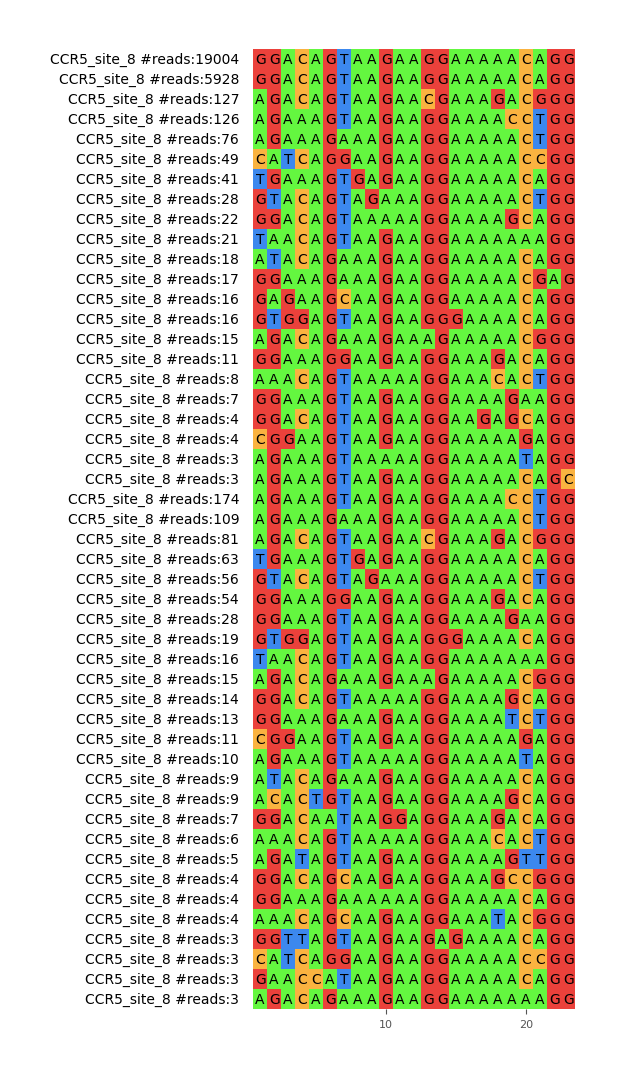 CCR5_site_8 #reads:19004 GGACAGTAAGAAGGAAAAACAGG
CCR5_site_8 #reads:5928 GGACAGTAAGAAGGAAAAACAGG
CCR5_site_8 #reads:127 AGACAGTAAGAACGAAAGACGGG
CCR5_site_8 #reads:126 AGAAAGTAAGAAGGAAAACCTGG
CCR5_site_8 #reads:76 AGAAAGAAAGAAGGAAAAACTGG
CCR5_site_8 #reads:49 CATCAGGAAGAAGGAAAAACCGG
CCR5_site_8 #reads:41 TGAAAGTGAGAAGGAAAAACAGG
CCR5_site_8 #reads:28 GTACAGTAGAAAGGAAAAACTGG
CCR5_site_8 #reads:22 GGACAGTAAAAAGGAAAAGCAGG
CCR5_site_8 #reads:21 TAACAGTAAGAAGGAAAAAAAGG
CCR5_site_8 #reads:18 ATACAGAAAGAAGGAAAAACAGG
CCR5_site_8 #reads:17 GGAAAGAAAGAAGGAAAAACGAG
CCR5_site_8 #reads:16 GAGAAGCAAGAAGGAAAAACAGG
CCR5_site_8 #reads:16 GTGGAGTAAGAAGGGAAAACAGG
CCR5_site_8 #reads:15 AGACAGAAAGAAAGAAAAACGGG
CCR5_site_8 #reads:11 GGAAAGGAAGAAGGAAAGACAGG
CCR5_site_8 #reads:8 AAACAGTAAAAAGGAAACACTGG
CCR5_site_8 #reads:7 GGAAAGTAAGAAGGAAAAGAAGG
CCR5_site_8 #reads:4 GGACAGTAAGAAGGAAGAGCAGG
CCR5_site_8 #reads:4 CGGAAGTAAGAAGGAAAAAGAGG
CCR5_site_8 #reads:3 AGAAAGTAAAAAGGAAAAATAGG
CCR5_site_8 #reads:3 AGAAAGTAAGAAGGAAAAACAGC
CCR5_site_8 #reads:174 AGAAAGTAAGAAGGAAAACCTGG
CCR5_site_8 #reads:109 AGAAAGAAAGAAGGAAAAACTGG
CCR5_site_8 #reads:81 AGACAGTAAGAACGAAAGACGGG
CCR5_site_8 #reads:63 TGAAAGTGAGAAGGAAAAACAGG
CCR5_site_8 #reads:56 GTACAGTAGAAAGGAAAAACTGG
CCR5_site_8 #reads:54 GGAAAGGAAGAAGGAAAGACAGG
CCR5_site_8 #reads:28 GGAAAGTAAGAAGGAAAAGAAGG
CCR5_site_8 #reads:19 GTGGAGTAAGAAGGGAAAACAGG
CCR5_site_8 #reads:16 TAACAGTAAGAAGGAAAAAAAGG
CCR5_site_8 #reads:15 AGACAGAAAGAAAGAAAAACGGG
CCR5_site_8 #reads:14 GGACAGTAAAAAGGAAAAGCAGG
CCR5_site_8 #reads:13 GGAAAGAAAGAAGGAAAATCTGG
CCR5_site_8 #reads:11 CGGAAGTAAGAAGGAAAAAGAGG
CCR5_site_8 #reads:10 AGAAAGTAAAAAGGAAAAATAGG
CCR5_site_8 #reads:9 ATACAGAAAGAAGGAAAAACAGG
CCR5_site_8 #reads:9 ACACTGTAAGAAGGAAAAGCAGG
CCR5_site_8 #reads:7 GGACAATAAGGAGGAAAGACAGG
CCR5_site_8 #reads:6 AAACAGTAAAAAGGAAACACTGG
CCR5_site_8 #reads:5 AGATAGTAAGAAGGAAAAGTTGG
CCR5_site_8 #reads:4 GGACAGCAAGAAGGAAAGCCGGG
CCR5_site_8 #reads:4 GGAAAGAAAAAAGGAAAAACAGG
CCR5_site_8 #reads:4 AAACAGCAAGAAGGAAATACGGG
CCR5_site_8 #reads:3 GGTTAGTAAGAAGAGAAAACAGG
CCR5_site_8 #reads:3 CATCAGGAAGAAGGAAAAACCGG
CCR5_site_8 #reads:3 GAACCATAAGAAGGAAAAACAGG
CCR5_site_8 #reads:3 AGACAGAAAGAAGGAAAAAAAGG
10 20